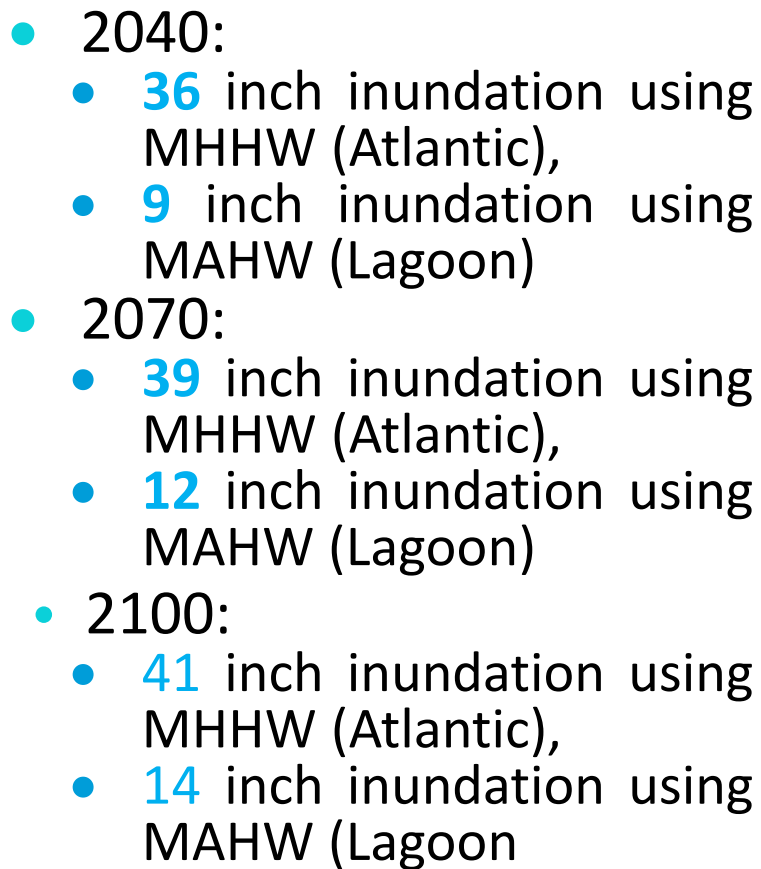 • 2040:
• 36 inch inundation using
MHHW (Atlantic),
• 9 inch inundation using
MAHW (Lagoon)
• 2070:
• 39 inch inundation using
MHHW (Atlantic),
• 12 inch inundation using
MAHW (Lagoon)
• 2100:
• 41 inch inundation using
MHHW (Atlantic),
• 14 inch inundation using
MAHW (Lagoon